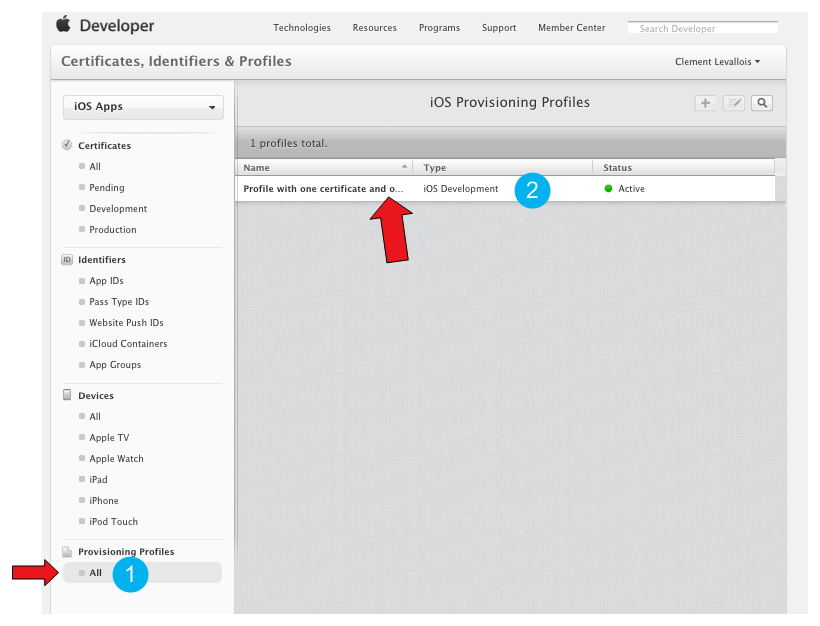 Developer
Technologies Resources Programs Support Member Center Search Developer
Certificates, Identifiers & Profiles
Clement Levallois
iOS Apps
iOS Provisioning Profiles
1 profiles total.
Name Type Status
Profile with one certificate and o... iOS Development 2 Active
Certificates
All
Pending
Development
Production
ID Identifiers
App IDs
Pass Type IDs
Website Push IDs
iCloud Containers
App Groups
Devices
All
Apple TV
Apple Watch
iPad
iPhone
iPod Touch
Provisioning Profiles
All 1